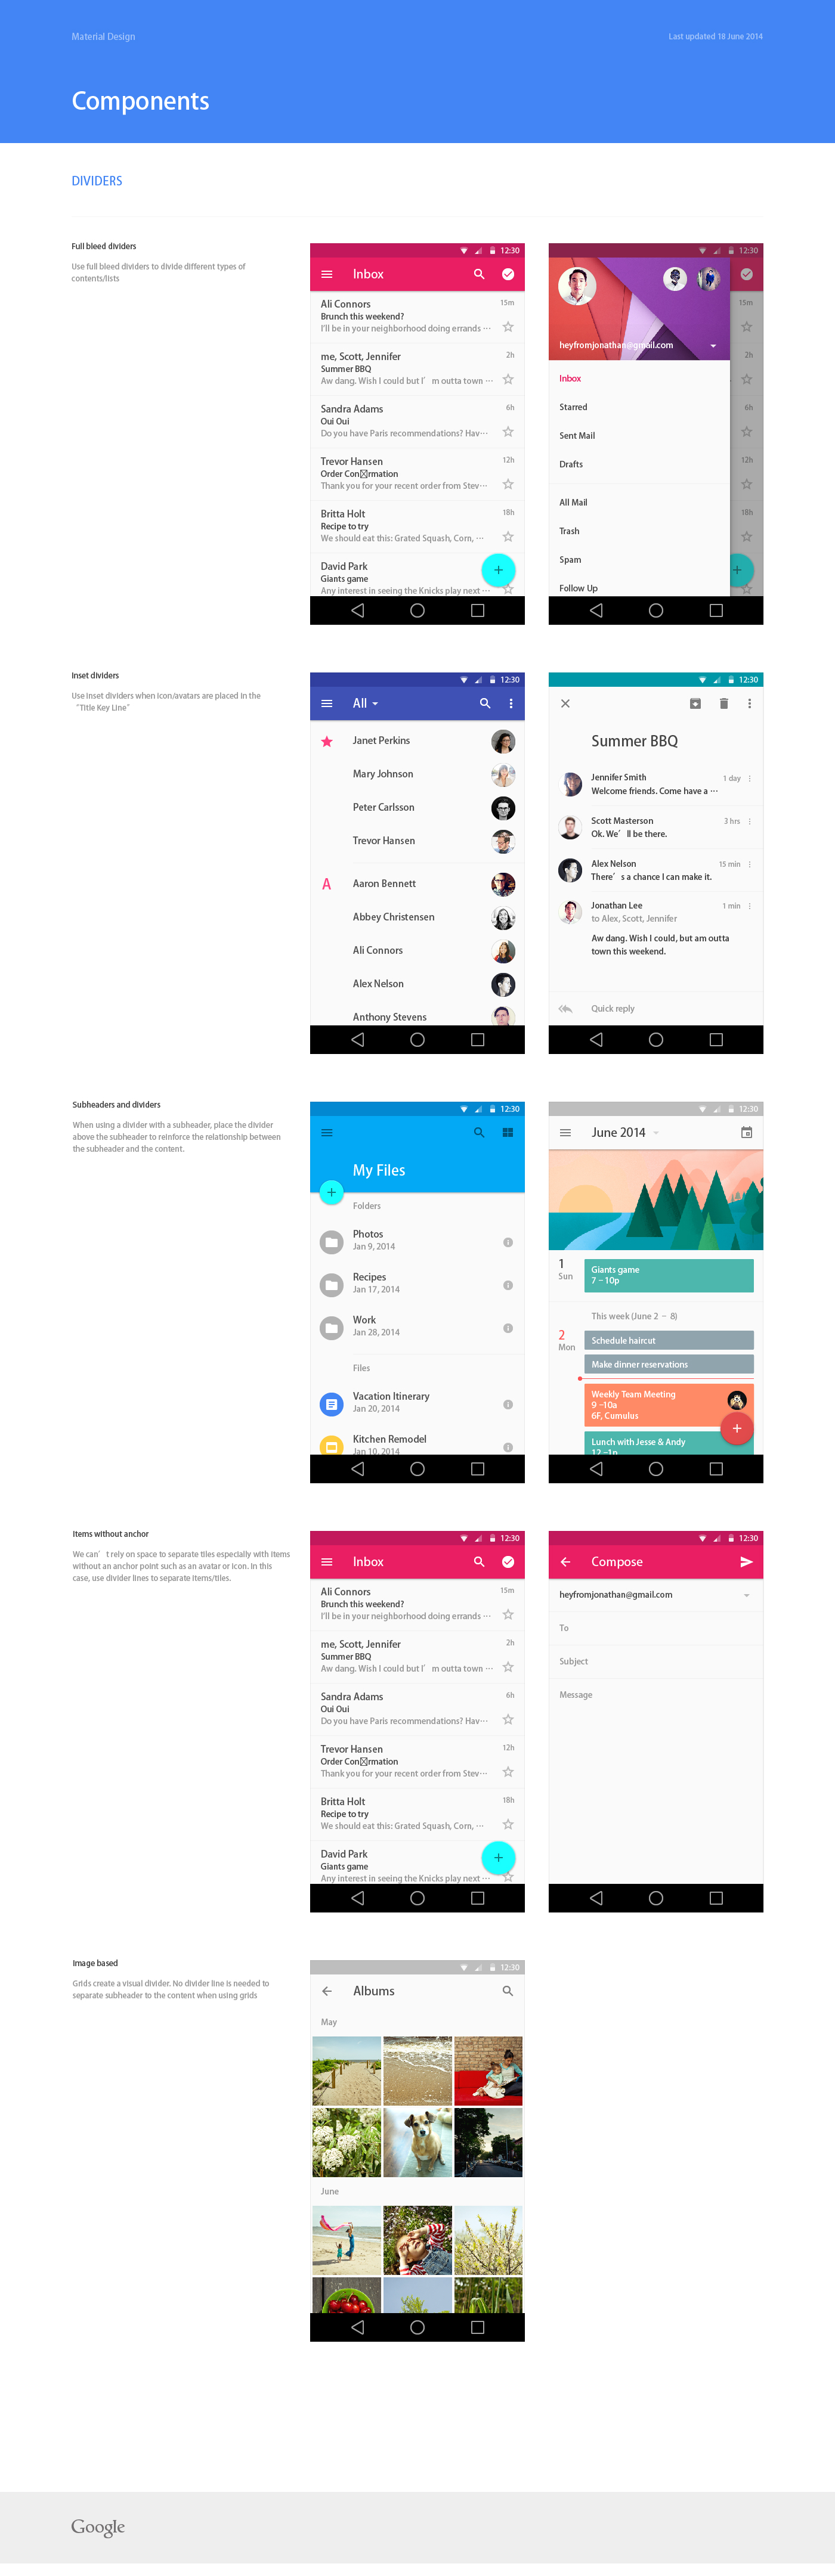 Material Design
Last updated 18 June 2014
Components
DIVIDERS
Full bleed dividers
Use full bleed dividers to divide different types of
contents/lists
12:30
Inbox
Ali Connors
15m
Brunch this weekend?
I'll be in your neighborhood doing errands ···
me, Scott, Jennifer
2h
Summer BBQ
Aw dang. Wish I could but I′m outta town ···
Sandra Adams
6h
Oui Oui
Do you have Paris recommendations? Hav···
Trevor Hansen
12h
Order Con☒rmation
Thank you for your recent order from Stev···
Britta Holt
18h
Recipe to try
We should eat this: Grated Squash, Corn, ···
David Park
Giants game
Any interest in seeing the Knicks play next ···
12:30
heyfromjonathan@gmail.com
15m
Inbox
2h
Starred
6h
Sent Mail
Drafts
12h
All Mail
18h
Trash
Spam
Follow Up
Inset dividers
Use inset dividers when icon/avatars are placed in the
“Title Key Line”
12:30
All
Janet Perkins
Mary Johnson
Peter Carlsson
Trevor Hansen
A
Aaron Bennett
Abbey Christensen
Ali Connors
Alex Nelson
Anthony Stevens
12:30
Summer BBQ
Jennifer Smith
1 day
Welcome friends. Come have a ···
Scott Masterson
3 hrs
Ok. We′ll be there.
Alex Nelson
15 min
There′s a chance I can make it.
Jonathan Lee
1 min
to Alex, Scott, Jennifer
Aw dang. Wish I could, but am outta
town this weekend.
Quick reply
Subheaders and dividers
When using a divider with a subheader, place the divider
above the subheader to reinforce the relationship between
the subheader and the content.
12:30
My Files
Folders
Photos
Jan 9, 2014
Recipes
Jan 17, 2014
Work
Jan 28, 2014
Files
Vacation Itinerary
Jan 20, 2014
Kitchen Remodel
Jan 10, 2014
12:30
June 2014
1
Sun
Giants game
7 – 10p
This week (June 2 – 8)
2
Mon
Schedule haircut
Make dinner reservations
Weekly Team Meeting
9 –10a
6F, Cumulus
Lunch with Jesse & Andy
12 –1p
Items without anchor
We can′t rely on space to separate tiles especially with items
without an anchor point such as an avatar or icon. In this
case, use divider lines to separate items/tiles.
12:30
Inbox
Ali Connors
15m
Brunch this weekend?
I'll be in your neighborhood doing errands ···
me, Scott, Jennifer
2h
Summer BBQ
Aw dang. Wish I could but I′m outta town ···
Sandra Adams
6h
Oui Oui
Do you have Paris recommendations? Hav···
Trevor Hansen
12h
Order Con☒rmation
Thank you for your recent order from Stev···
Britta Holt
18h
Recipe to try
We should eat this: Grated Squash, Corn, ···
David Park
Giants game
Any interest in seeing the Knicks play next ···
12:30
Compose
heyfromjonathan@gmail.com
To
Subject
Message
Image based
Grids create a visual divider. No divider line is needed to
separate subheader to the content when using grids
12:30
Albums
May
June
Google